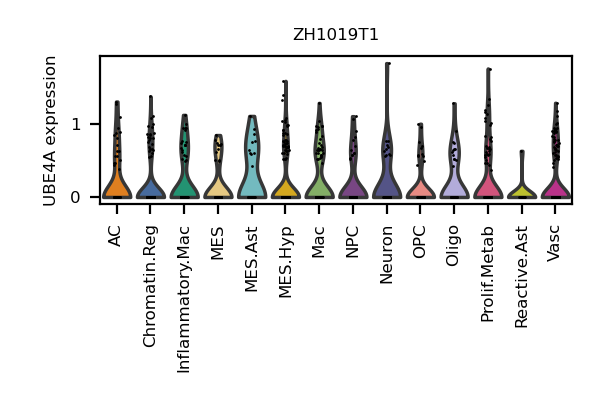 ZH1019T1
UBE4A expression
1
0
AC
Chromatin.Reg
Inflammatory.Mac
MES
MES.Ast
MES.Hyp
Mac
NPC
Neuron
OPC
Oligo
Prolif.Metab
Reactive.Ast
Vasc